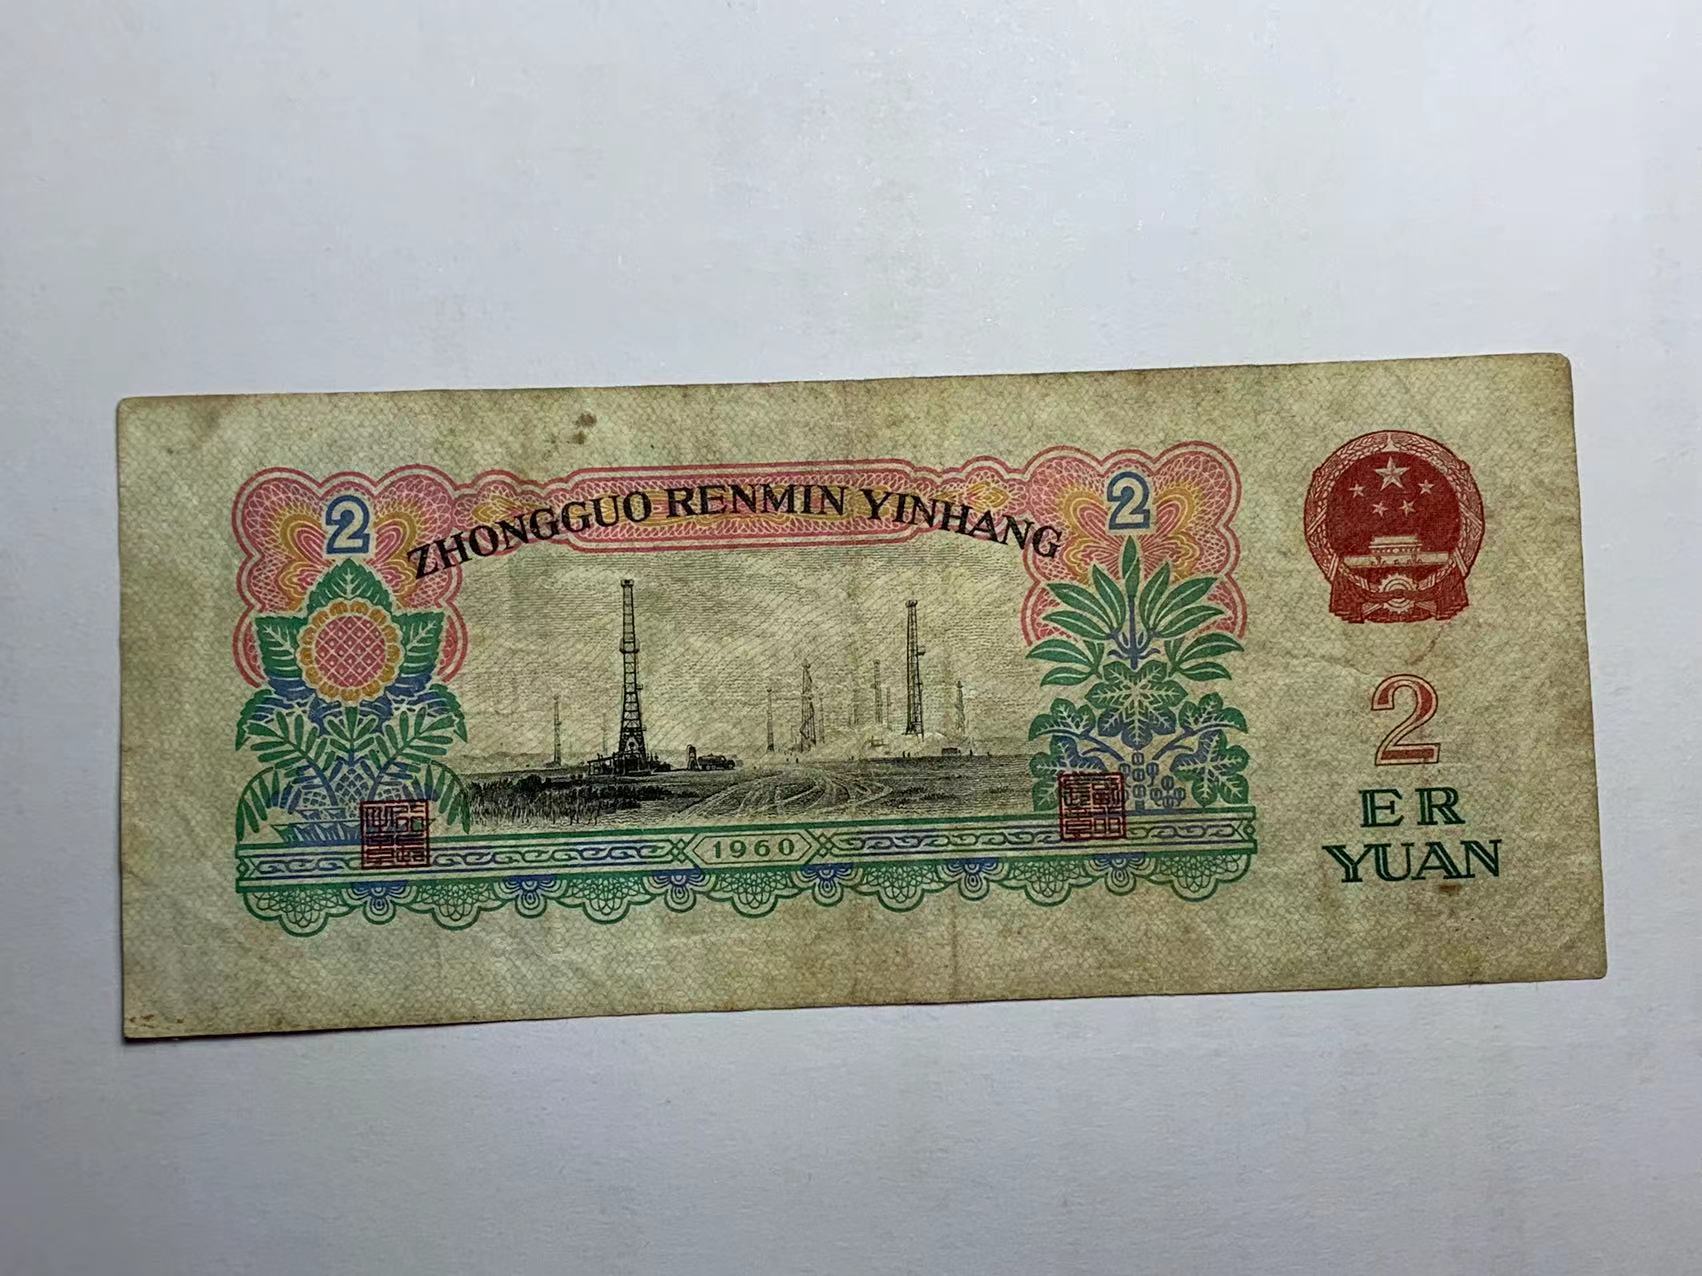 2
2
ZHONGGUO RENMIN YINHANG
2
ER
YUAN
1960